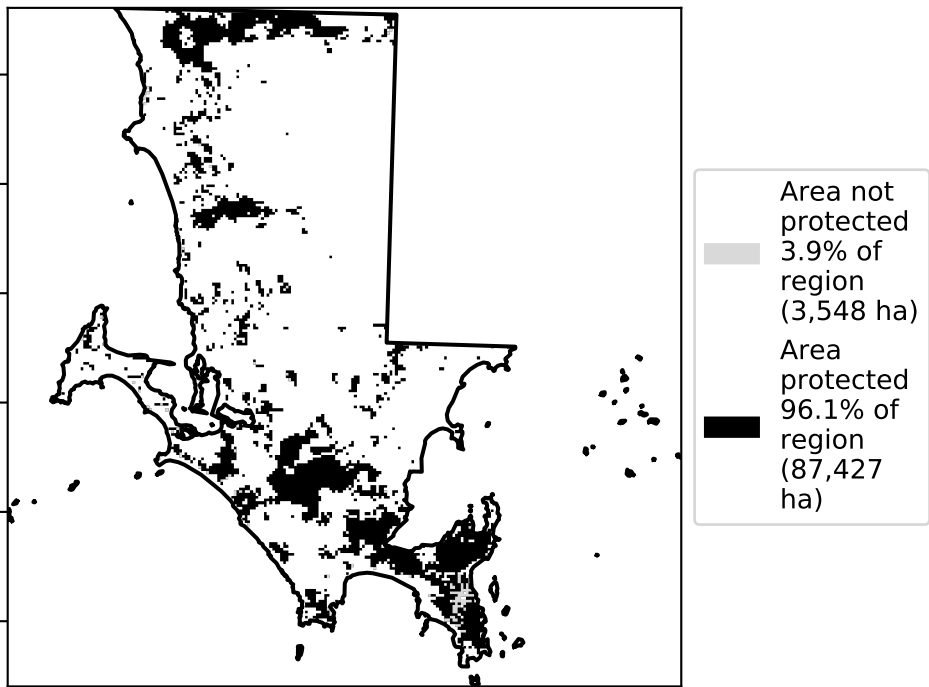 Area not
protected
3.9% of
region
(3,548 ha)
Area
protected
96.1% of
region
(87,427
ha)